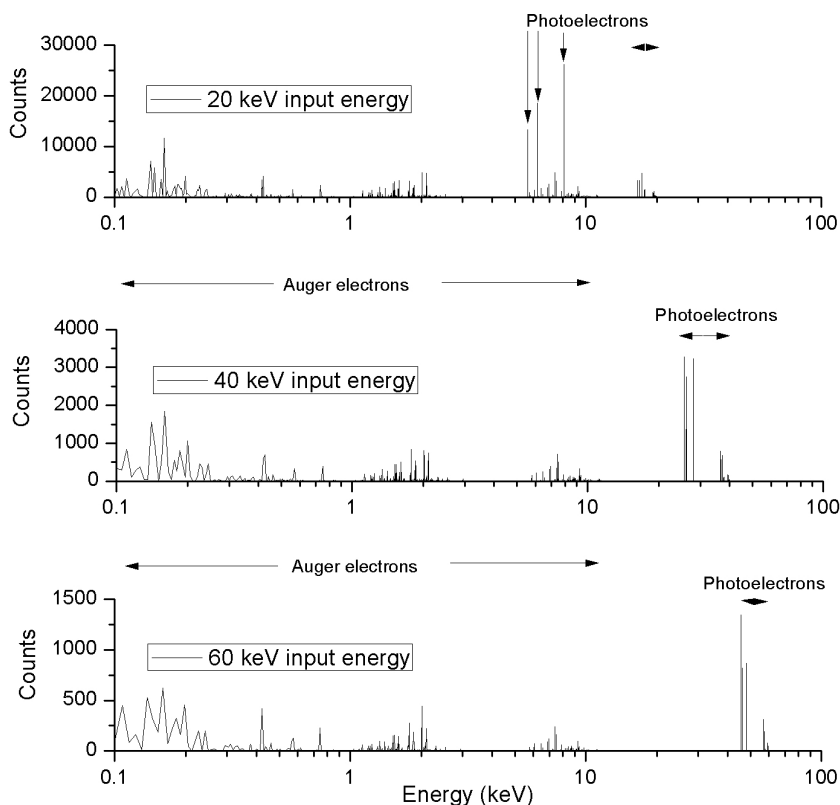 Photoelectrons
30000
20000
10000
0
Counts
20 keV input energy
0.1 1 10 100
Auger electrons
Photoelectrons
4000
3000
2000
1000
0
Counts
40 keV input energy
0.1 1 10 100
Auger electrons
Photoelectrons
1500
1000
500
0
Counts
60 keV input energy
0.1 1 10 100
Energy (keV)